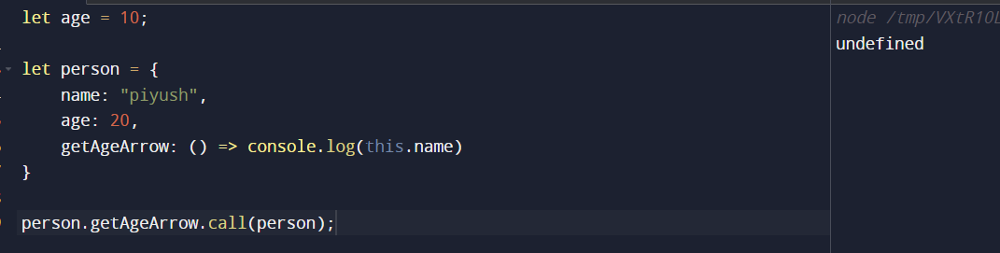 let age = 10;
let person = {
    name: "piyush",
    age: 20,
    getAgeArrow: () => console.log(this.name)
}
person.getAgeArrow.call(person);
node /tmp/VXtR10L
undefined